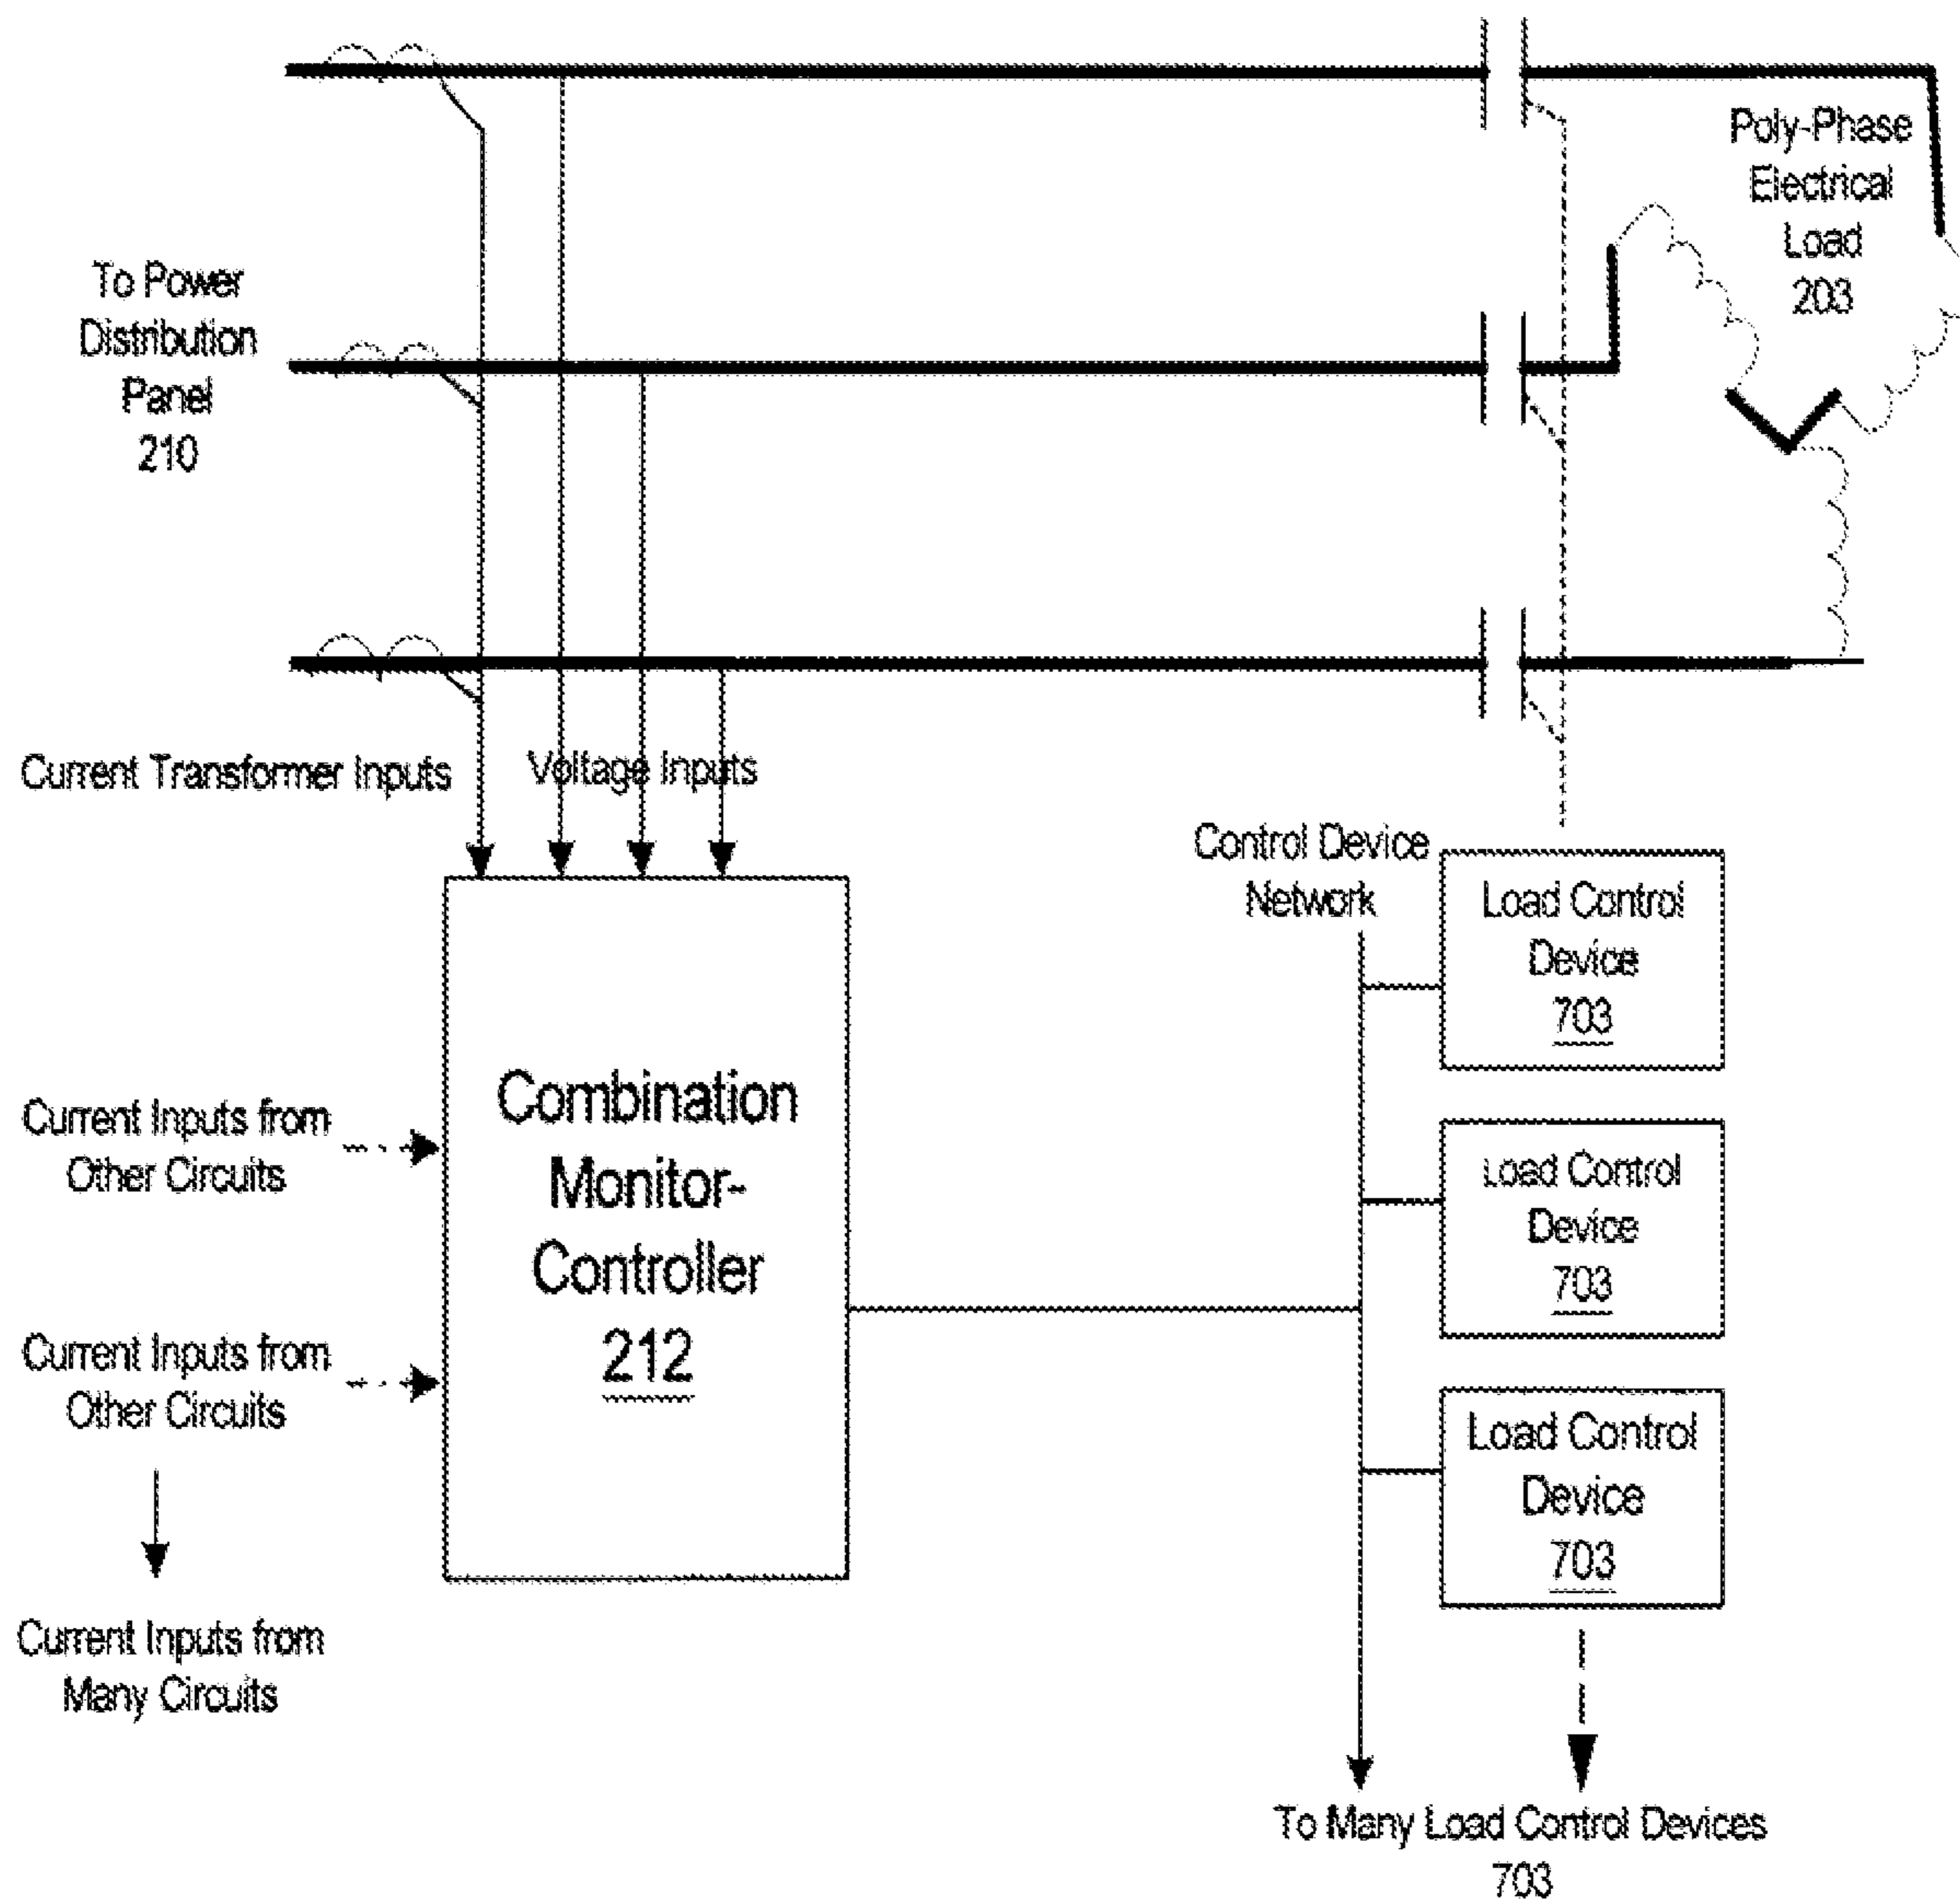 Poly-Phase
Electrical
Load
203
To Power
Distribution
Panel
210
Current Transformer Inputs
Voltage Inputs
Control Device
Network
Load Control
Device
703
Combination
Monitor-
Controller
212
Current Inputs from
Other Circuits
Load Control
Device
703
Current Inputs from
Other Circuits
Load Control
Device
703
Current Inputs from
Many Circuits
To Many Load Control Devices
703